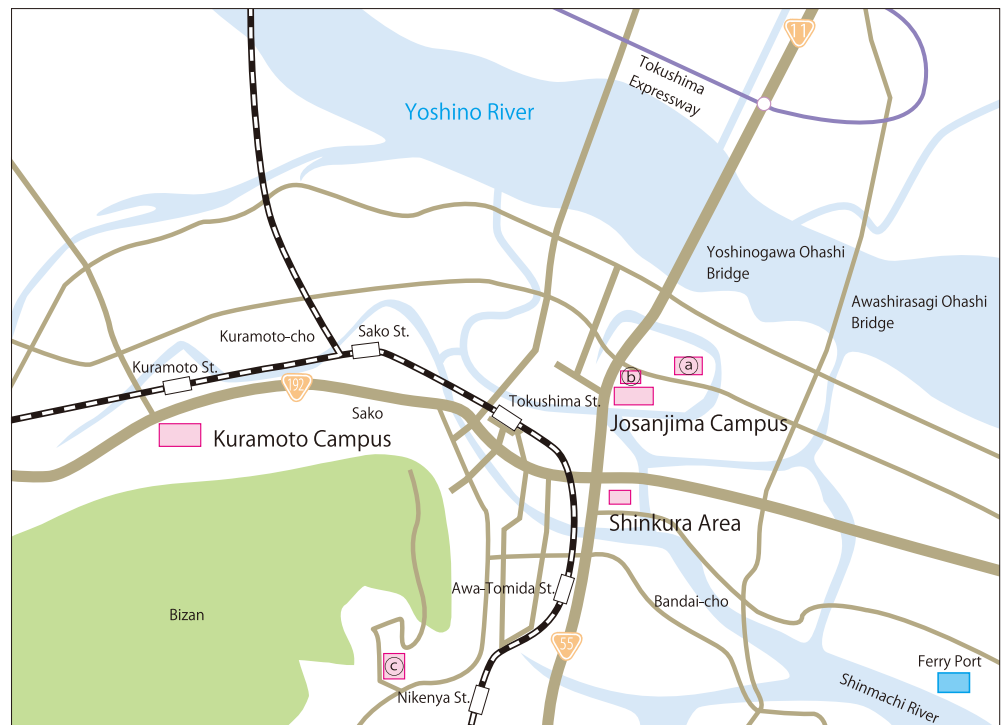 11
Tokushima
Expressway
Yoshino River
Yoshinogawa Ohashi
Bridge
Awashirasagi Ohashi
Bridge
Kuramoto-cho
Sako St.
Kuramoto St.
a
b
192
Sako
Tokushima St.
Josanjima Campus
Kuramoto Campus
Shinkura Area
Awa-Tomida St.
Bandai-cho
Bizan
55
c
Ferry Port
Nikenya St.
Shinmachi River